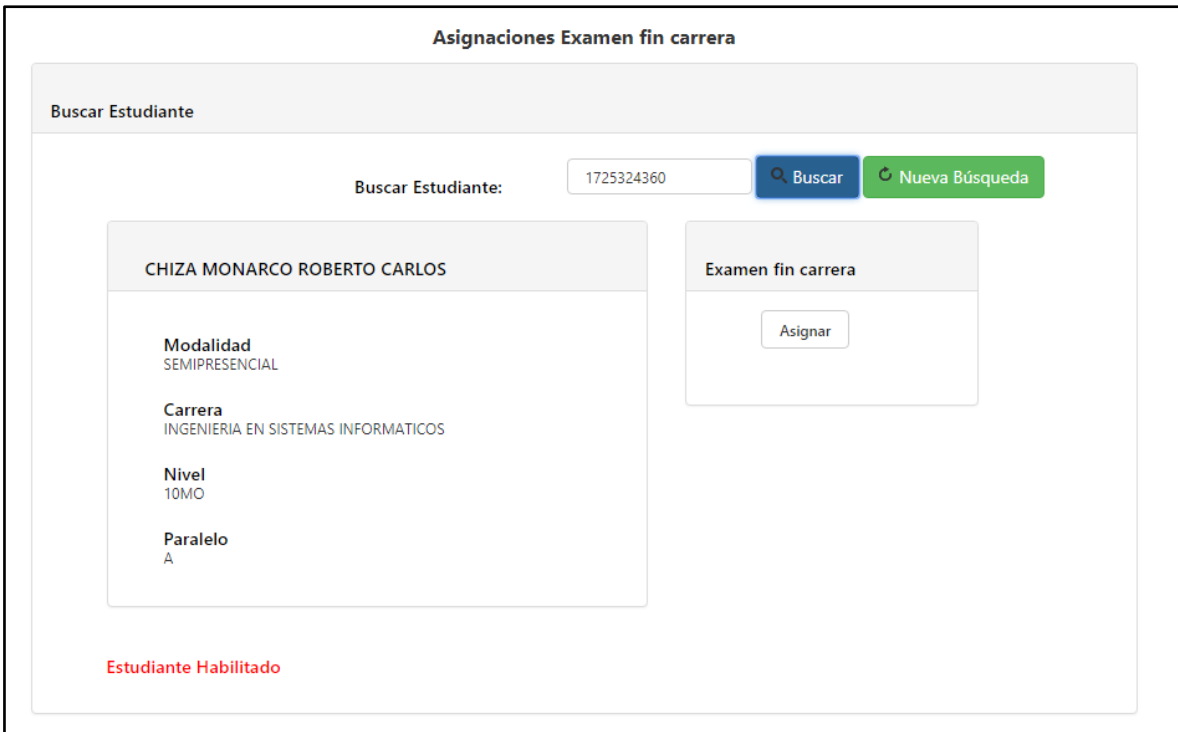 Asignaciones Examen fin carrera
Buscar Estudiante
Buscar Estudiante:
1725324360
Buscar
Nueva Búsqueda
CHIZA MONARCO ROBERTO CARLOS
Modalidad
SEMIPRESENCIAL
Carrera
INGENIERIA EN SISTEMAS INFORMATICOS
Nivel
10MO
Paralelo
A
Examen fin carrera
Asignar
Estudiante Habilitado